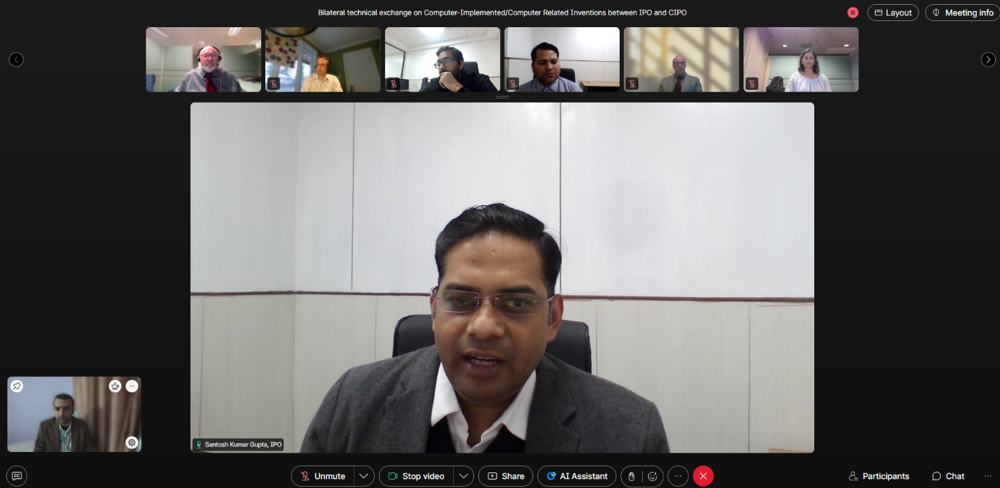 Bilateral technical exchange on Computer-Implemented/Computer Related Inventions between IPO and CIPO
Layout
Meeting info
Santosh Kumar Gupta, IPO
CC
Unmute
Stop video
Share
AI Assistant
Participants
Chat